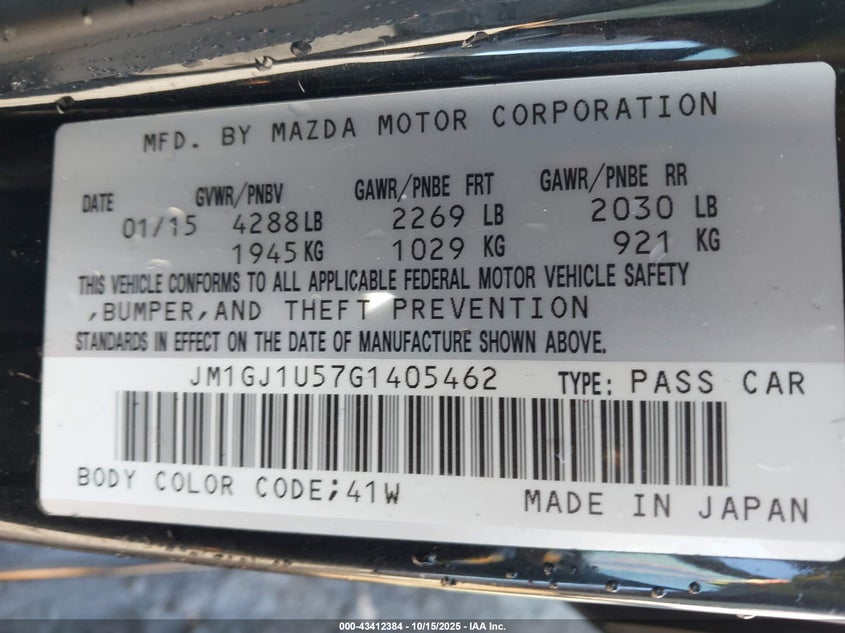 MFD. BY MAZDA MOTOR CORPORATION
DATE GVWR/PNBV GAWR/PNBE FRT GAWR/PNBE RR
01/15 4288 LB 2269 LB 2030 LB
1945 KG 1029 KG 921 KG
THIS VEHICLE CONFORMS TO ALL APPLICABLE FEDERAL MOTOR VEHICLE SAFETY
,BUMPER,AND THEFT PREVENTION
STANDARDS IN EFFECT ON THE DATE OF MANUFACTURE SHOWN ABOVE.
JM1GJ1U57G1405462 TYPE: PASS CAR
BODY COLOR CODE;41W MADE IN JAPAN
000-43412384 - 10/15/2025 - IAA Inc.